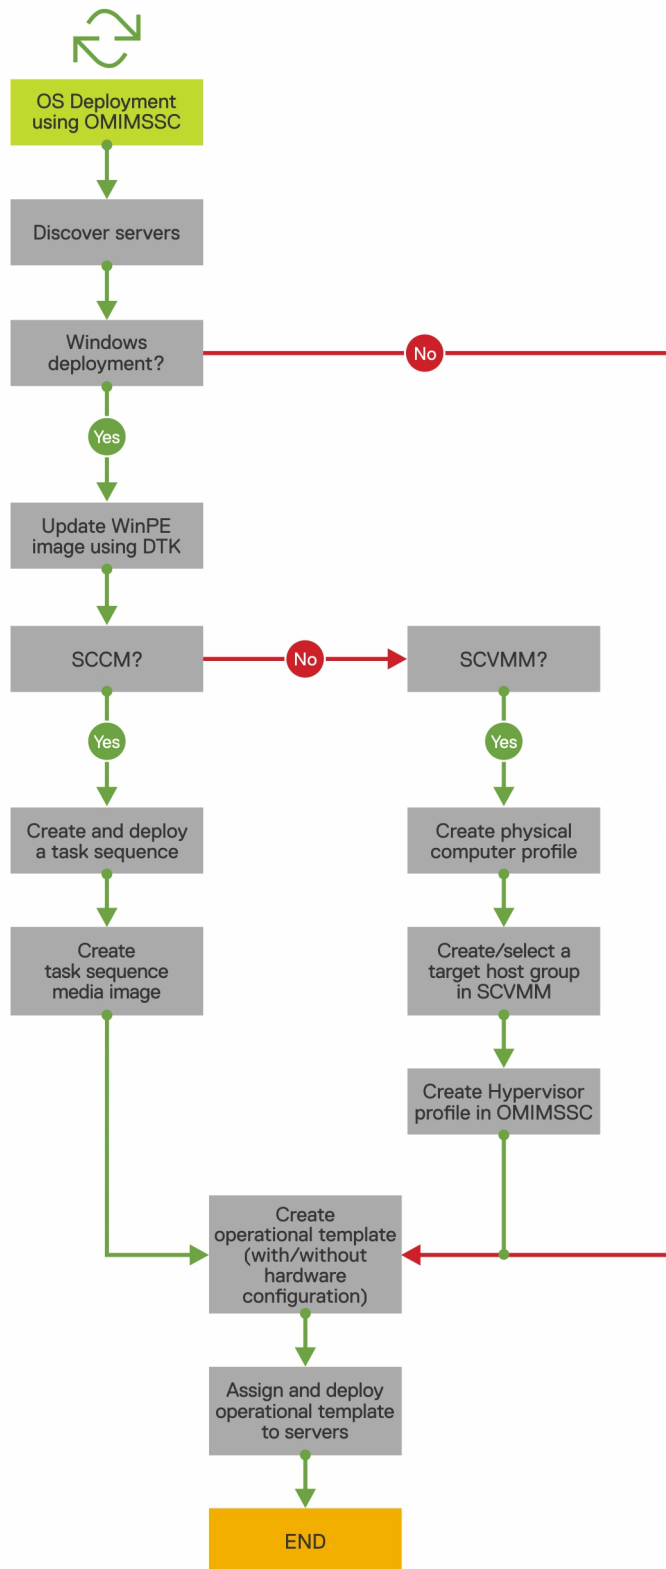 OS Deployment
using OMIMSSC
Discover servers
Windows
deployment?
No
Yes
Update WinPE
image using DTK
SCCM?
No
SCVMM?
Yes
Yes
Create and deploy
a task sequence
Create physical
computer profile
Create
task sequence
media image
Create/select a
target host group
in SCVMM
Create Hypervisor
profile in OMIMSSC
Create
operational template
(with/without
hardware
configuration)
Assign and deploy
operational template
to servers
END